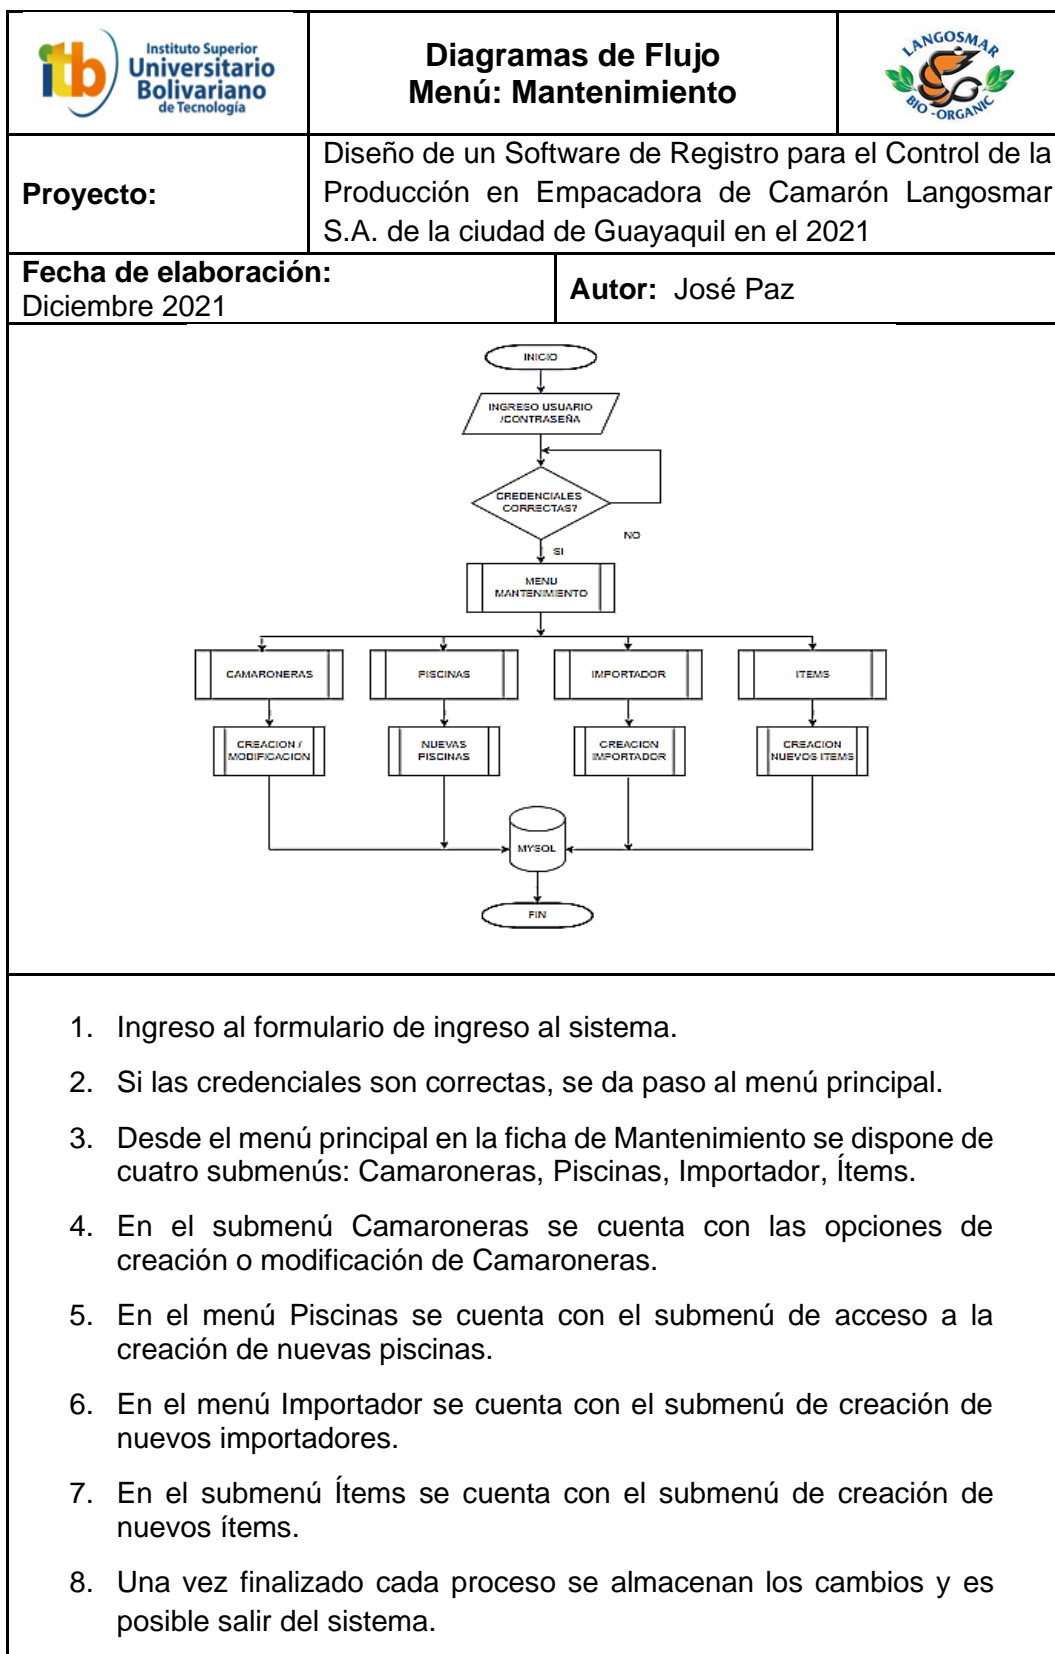 itb
Instituto Superior
Universitario
Bolivariano
de Tecnología
Diagramas de Flujo
Menú: Mantenimiento
LANGOSMAR
BIO - ORGANIC
Proyecto:
Diseño de un Software de Registro para el Control de la
Producción en Empacadora de Camarón Langosmar
S.A. de la ciudad de Guayaquil en el 2021
Fecha de elaboración:
Diciembre 2021
Autor: José Paz
INICIO
INGRESO USUARIO
/CONTRASEÑA
CREDENCIALES
CORRECTAS?
NO
SI
MENU
MANTENIMIENTO
CAMARONERAS
PISCINAS
IMPORTADOR
ITEMS
CREACION /
MODIFICACION
NUEVAS
PISCINAS
CREACION
IMPORTADOR
CREACION
NUEVOS ITEMS
MYSQL
FIN
1. Ingreso al formulario de ingreso al sistema.
2. Si las credenciales son correctas, se da paso al menú principal.
3. Desde el menú principal en la ficha de Mantenimiento se dispone de
cuatro submenús: Camaroneras, Piscinas, Importador, Ítems.
4. En el submenú Camaroneras se cuenta con las opciones de
creación o modificación de Camaroneras.
5. En el menú Piscinas se cuenta con el submenú de acceso a la
creación de nuevas piscinas.
6. En el menú Importador se cuenta con el submenú de creación de
nuevos importadores.
7. En el submenú Ítems se cuenta con el submenú de creación de
nuevos ítems.
8. Una vez finalizado cada proceso se almacenan los cambios y es
posible salir del sistema.